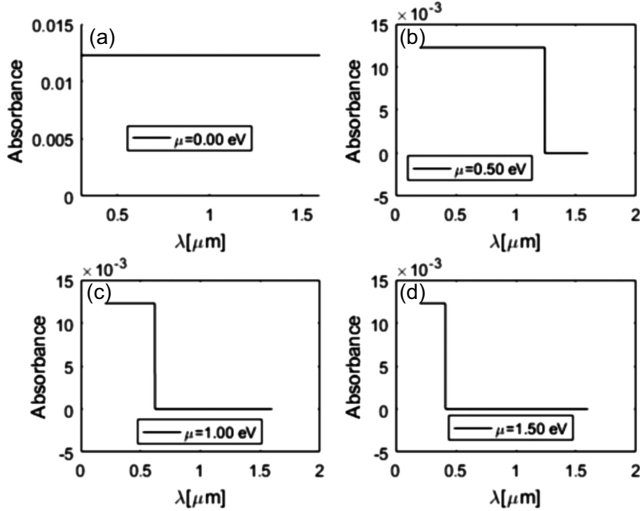 (a)
0.015
0.01
0.005
0
Absorbance
μ=0.00 eV
0.5 1 1.5
λ[μm]
(b)
×10⁻³
15
10
5
0
-5
Absorbance
μ=0.50 eV
0 0.5 1 1.5 2
λ[μm]
(c)
×10⁻³
15
10
5
0
-5
Absorbance
μ=1.00 eV
0 0.5 1 1.5 2
λ[μm]
(d)
×10⁻³
15
10
5
0
-5
Absorbance
μ=1.50 eV
0 0.5 1 1.5 2
λ[μm]